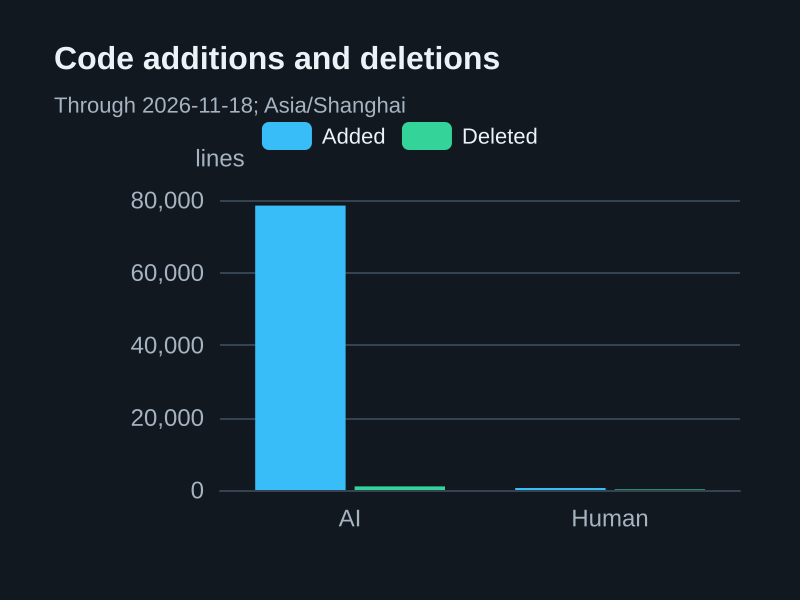 Code additions and deletions
Through 2026-11-18; Asia/Shanghai
Added Deleted
lines
80,000
60,000
40,000
20,000
0
AI Human